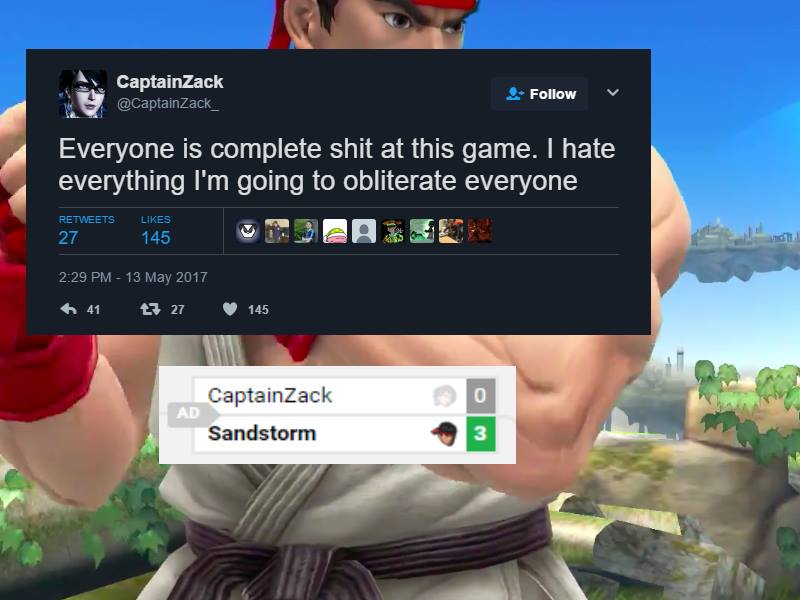 CaptainZack
@CaptainZack_
Follow
Everyone is complete shit at this game. I hate
everything I'm going to obliterate everyone
RETWEETS LIKES
27 145
2:29 PM - 13 May 2017
41 27 145
CaptainZack 0
AD
Sandstorm 3